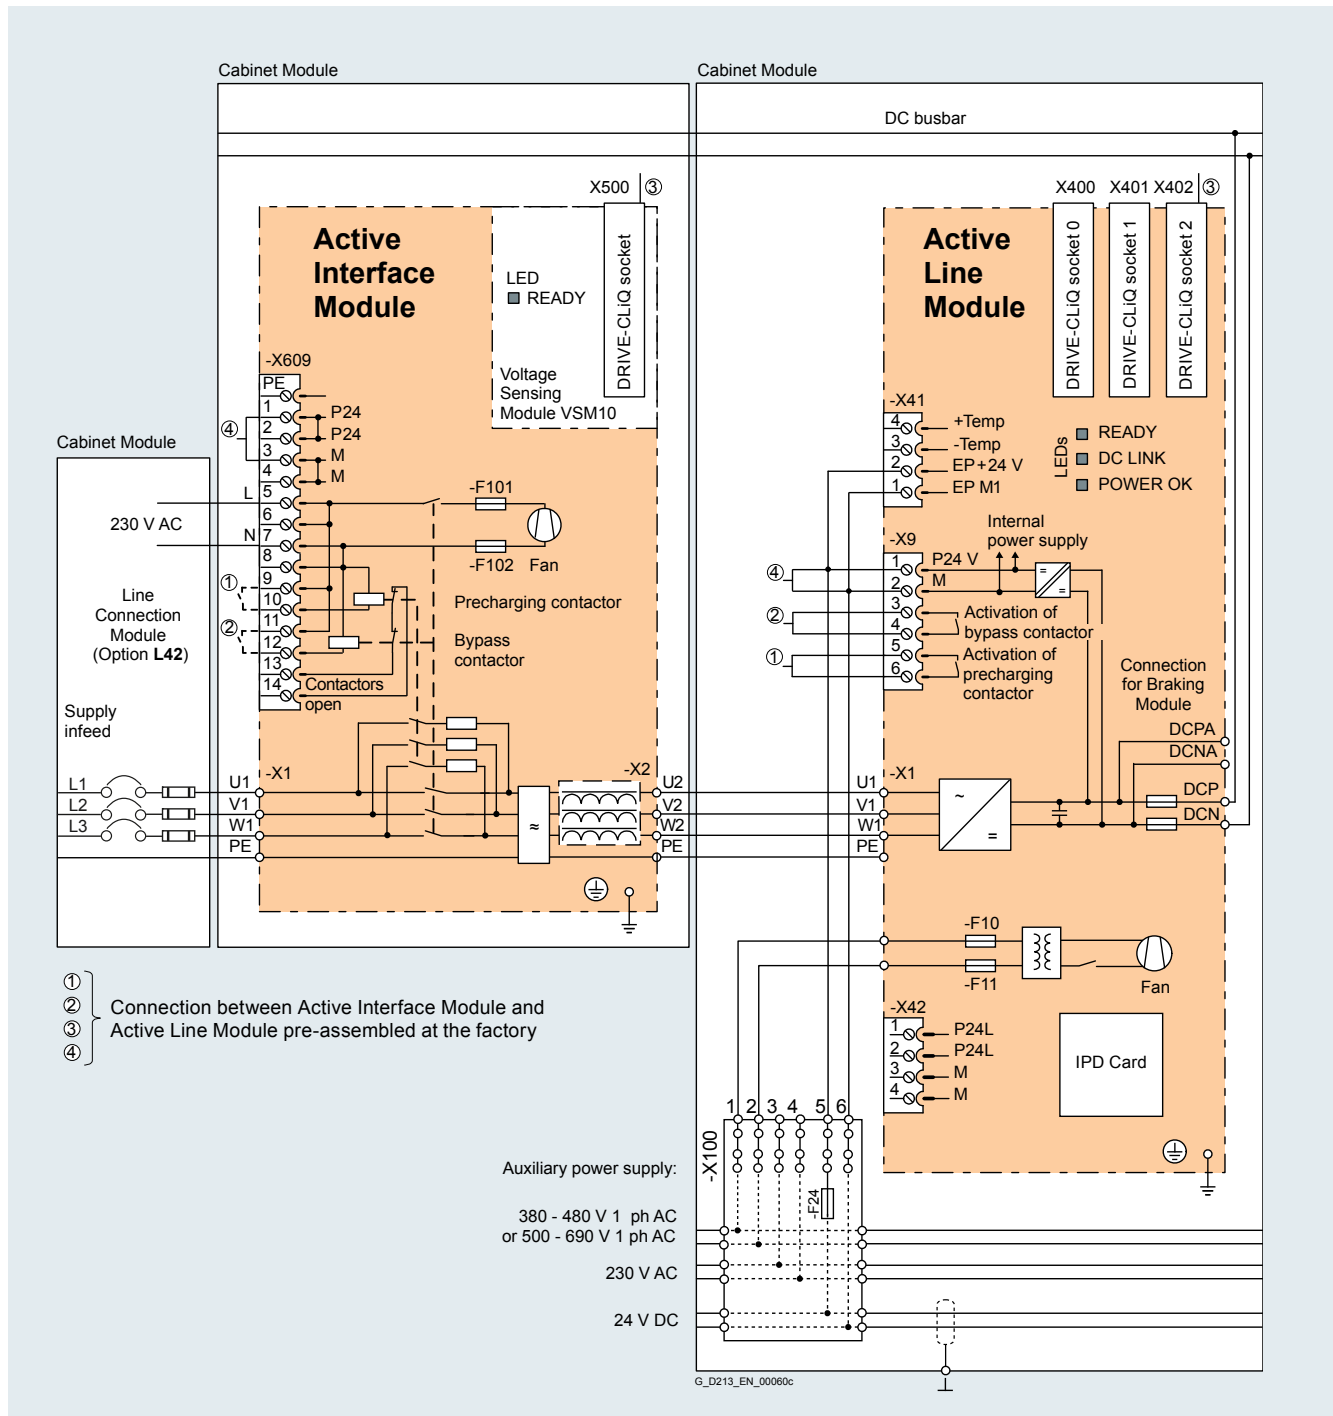 Cabinet Module
Cabinet Module
DC busbar
X500
③
X400
X401
X402
③
Active
Interface
Module
LED
READY
DRIVE-CLiQ socket
Voltage
Sensing
Module VSM10
Active
Line
Module
DRIVE-CLiQ socket 0
DRIVE-CLiQ socket 1
DRIVE-CLiQ socket 2
-X609
PE
1
P24
2
P24
3
M
4
M
④
5
6
7
8
9
10
11
12
13
14
Contactors
open
L
N
①
②
-F101
-F102
Fan
Precharging contactor
Bypass
contactor
Cabinet Module
230 V AC
Line
Connection
Module
(Option L42)
Supply
infeed
L1
L2
L3
U1
V1
W1
PE
-X1
≈
-X2
U2
V2
W2
PE
-X41
4
+Temp
3
-Temp
2
EP+24 V
1
EP M1
LEDs
READY
DC LINK
POWER OK
Internal
power supply
-X9
1
P24 V
2
M
3
4
5
6
④
②
①
=
=
Activation of
bypass contactor
Activation of
precharging
contactor
Connection
for Braking
Module
DCPA
DCNA
DCP
DCN
U1
V1
W1
PE
-X1
~
=
-F10
-F11
Fan
-X42
1
P24L
2
P24L
3
M
4
M
IPD Card
①
②
③
④
Connection between Active Interface Module and
Active Line Module pre-assembled at the factory
1
2
3
4
5
6
-X100
-F24
Auxiliary power supply:
380 - 480 V 1 ph AC
or 500 - 690 V 1 ph AC
230 V AC
24 V DC
G_D213_EN_00060c